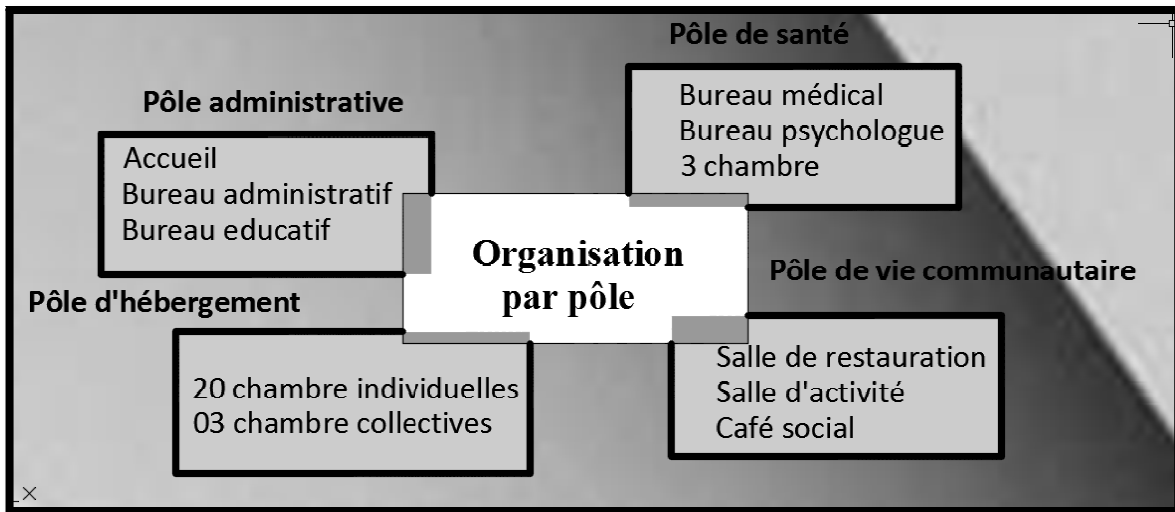 Pôle de santé
Bureau médical
Bureau psychologue
3 chambre
Pôle administrative
Accueil
Bureau administratif
Bureau educatif
Organisation
par pôle
Pôle de vie communautaire
Salle de restauration
Salle d'activité
Café social
Pôle d'hébergement
20 chambre individuelles
03 chambre collectives